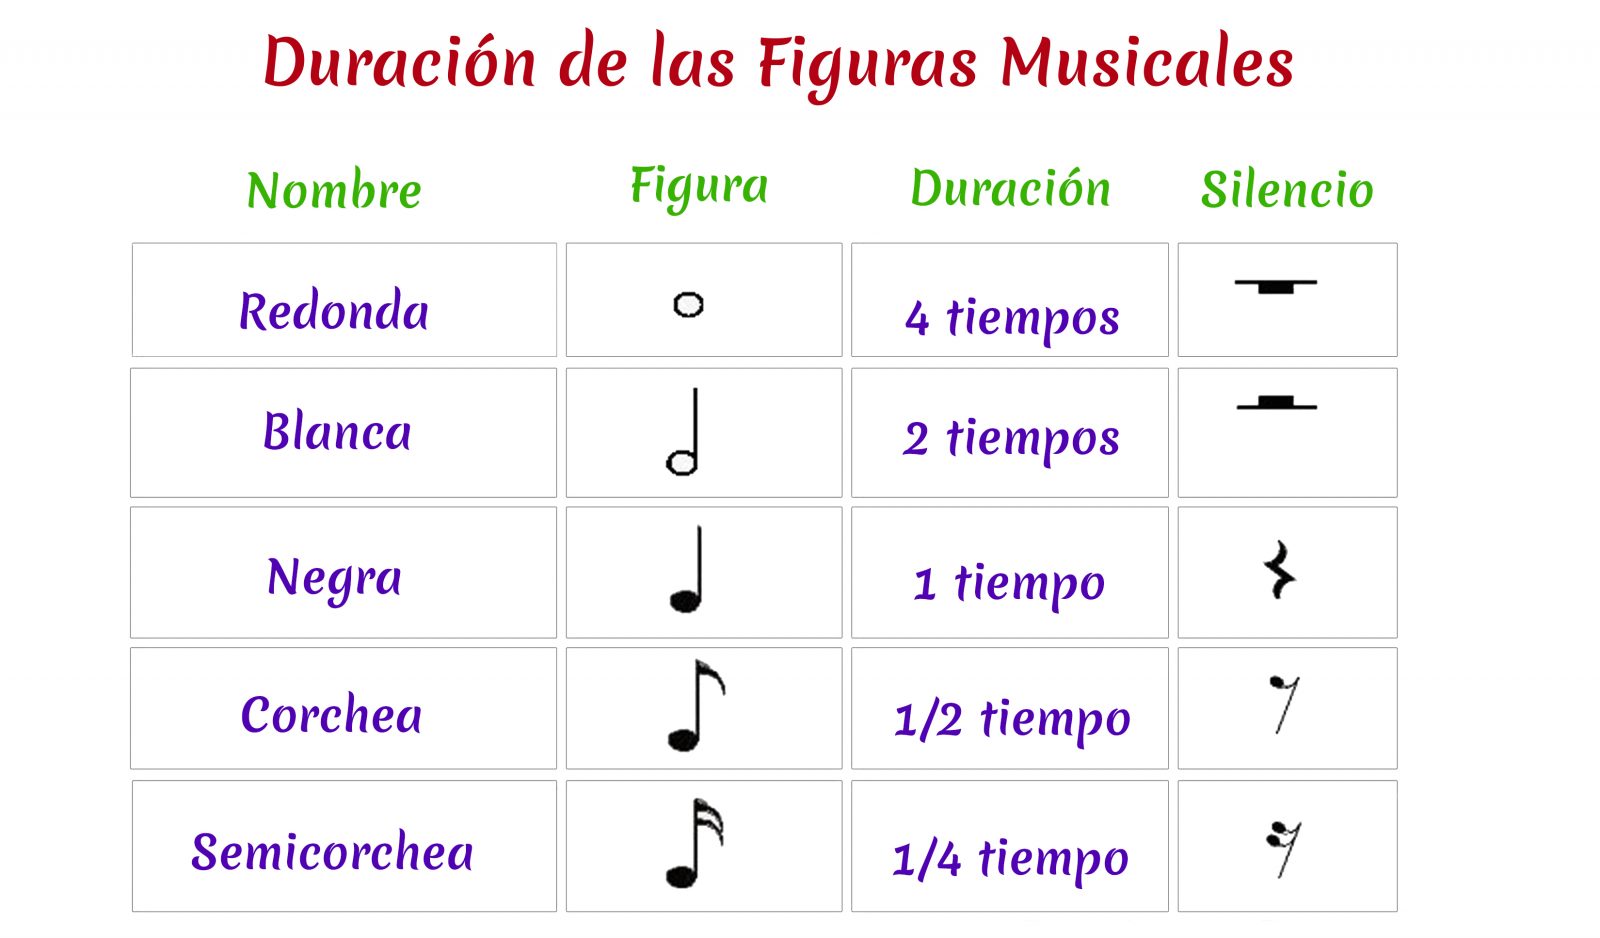 Duración de las Figuras Musicales
Nombre Figura Duración Silencio
Redonda 4 tiempos
Blanca 2 tiempos
Negra 1 tiempo
Corchea 1/2 tiempo
Semicorchea 1/4 tiempo